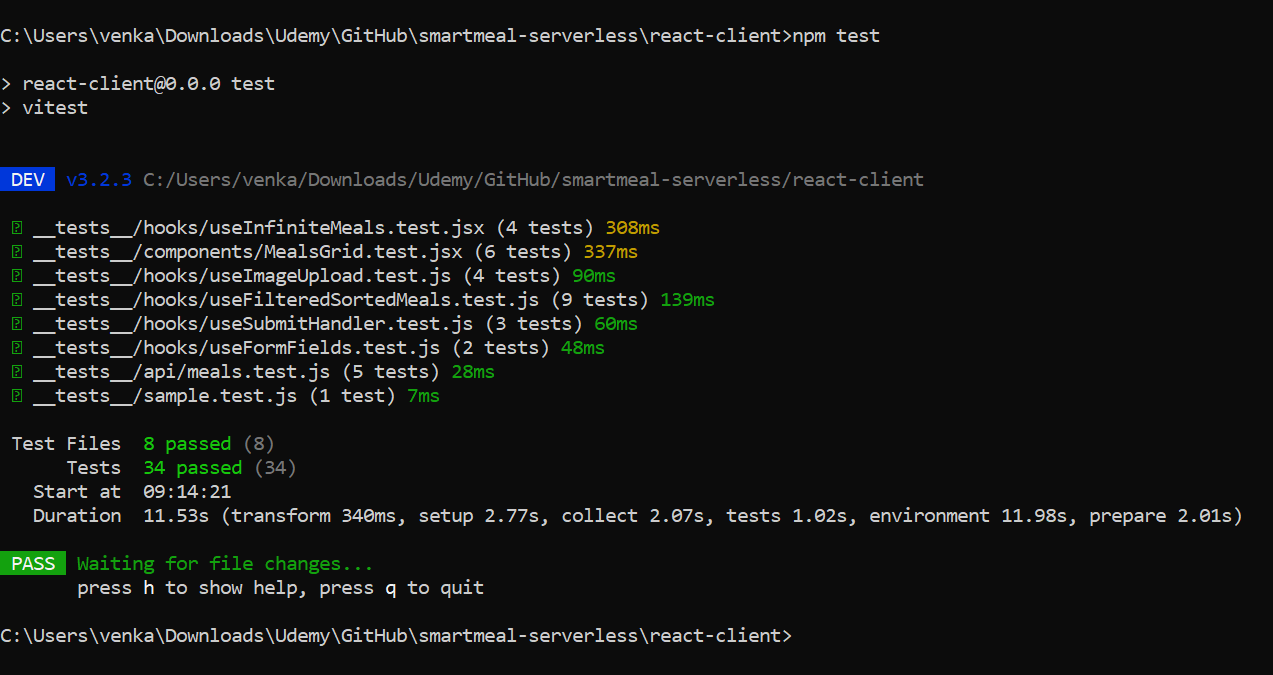 C:\Users\venka\Downloads\Udemy\GitHub\smartmeal-serverless\react-client>npm test
> react-client@0.0.0 test
> vitest
DEV v3.2.3 C:/Users/venka/Downloads/Udemy/GitHub/smartmeal-serverless/react-client
__tests__/hooks/useInfiniteMeals.test.jsx (4 tests) 308ms
__tests__/components/MealsGrid.test.jsx (6 tests) 337ms
__tests__/hooks/useImageUpload.test.js (4 tests) 90ms
__tests__/hooks/useFilteredSortedMeals.test.js (9 tests) 139ms
__tests__/hooks/useSubmitHandler.test.js (3 tests) 60ms
__tests__/hooks/useFormFields.test.js (2 tests) 48ms
__tests__/api/meals.test.js (5 tests) 28ms
__tests__/sample.test.js (1 test) 7ms
Test Files 8 passed (8)
Tests 34 passed (34)
Start at 09:14:21
Duration 11.53s (transform 340ms, setup 2.77s, collect 2.07s, tests 1.02s, environment 11.98s, prepare 2.01s)
PASS Waiting for file changes...
press h to show help, press q to quit
C:\Users\venka\Downloads\Udemy\GitHub\smartmeal-serverless\react-client>